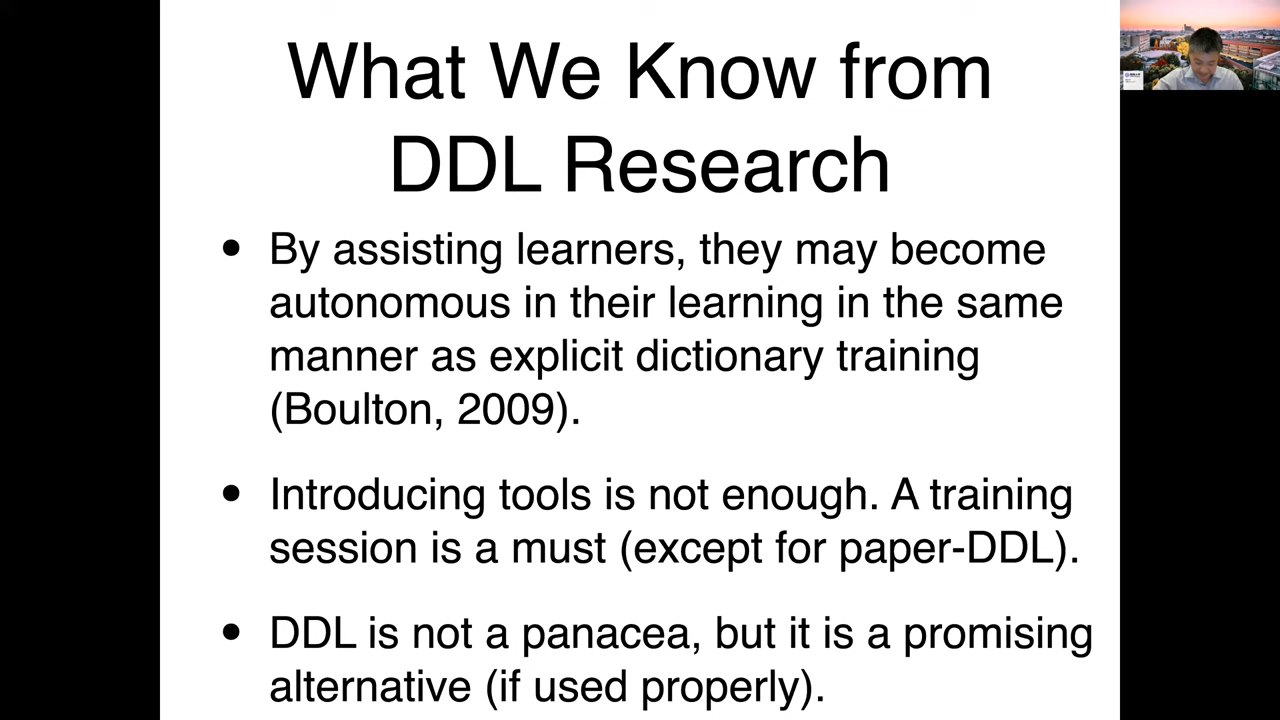 What We Know from
DDL Research
• By assisting learners, they may become
autonomous in their learning in the same
manner as explicit dictionary training
(Boulton, 2009).
• Introducing tools is not enough. A training
session is a must (except for paper-DDL).
• DDL is not a panacea, but it is a promising
alternative (if used properly).